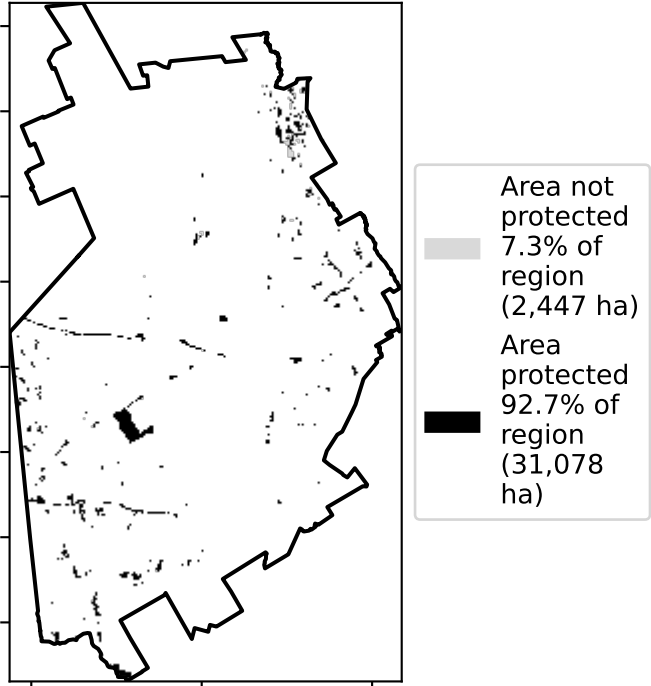 Area not
protected
7.3% of
region
(2,447 ha)
Area
protected
92.7% of
region
(31,078
ha)